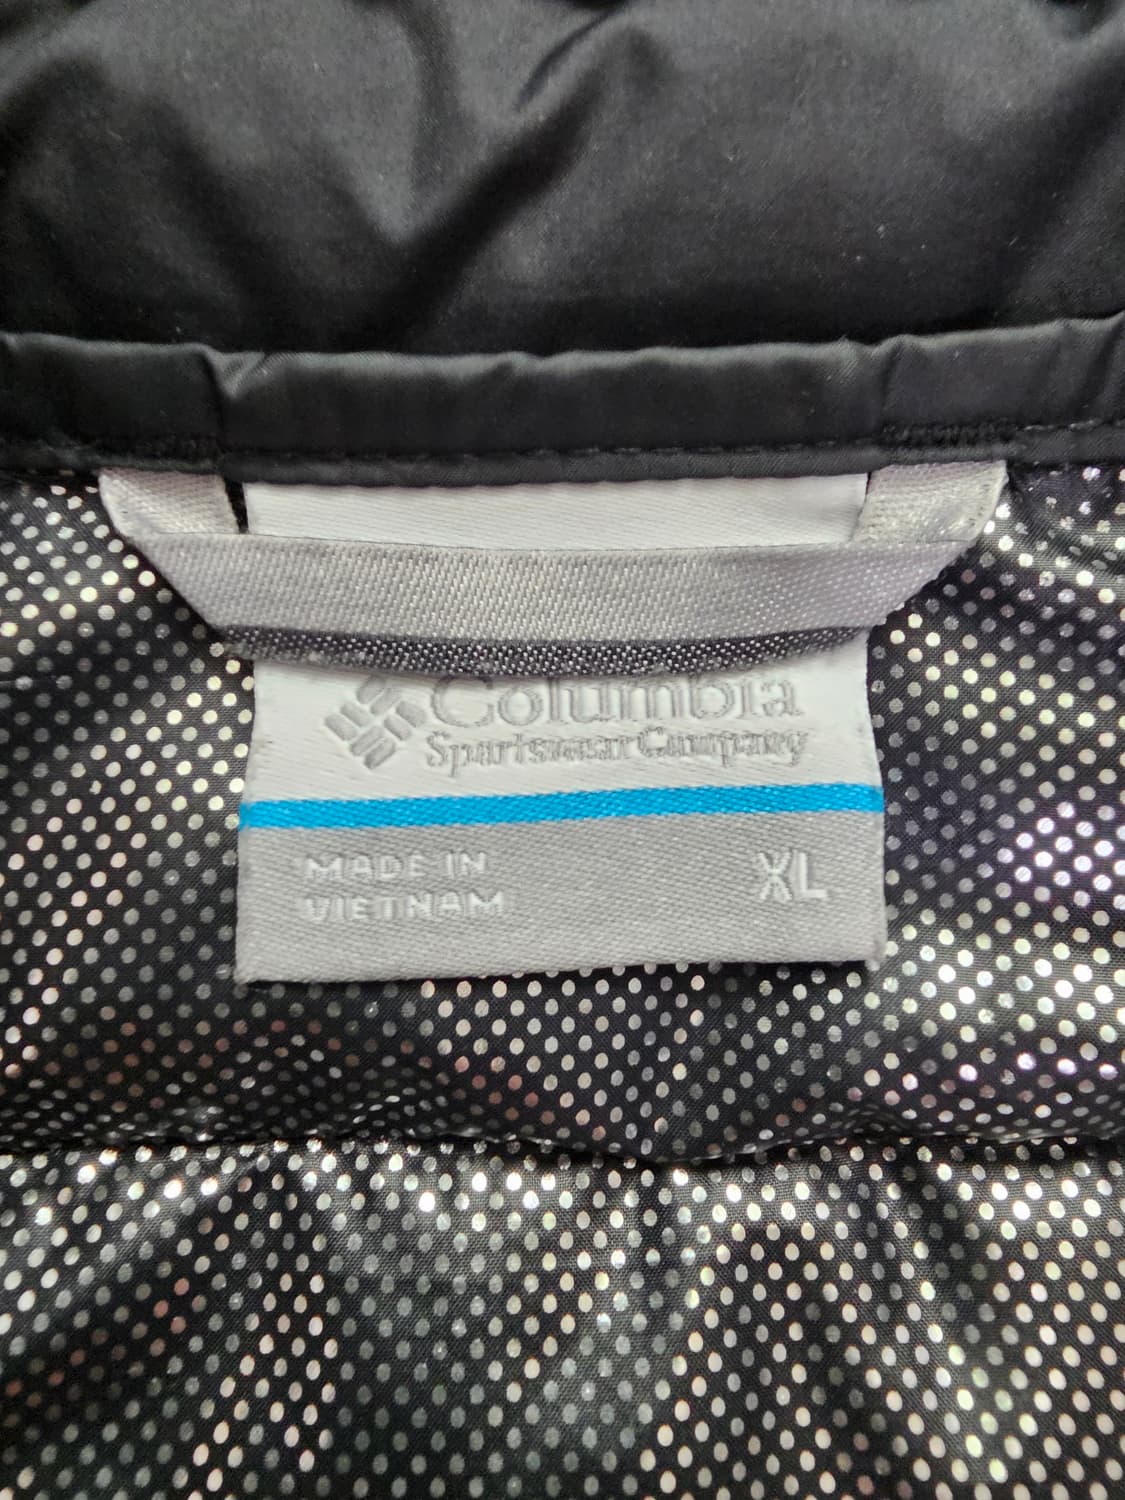 Columbia
Sportswear Company
MADE IN
VIETNAM
XL